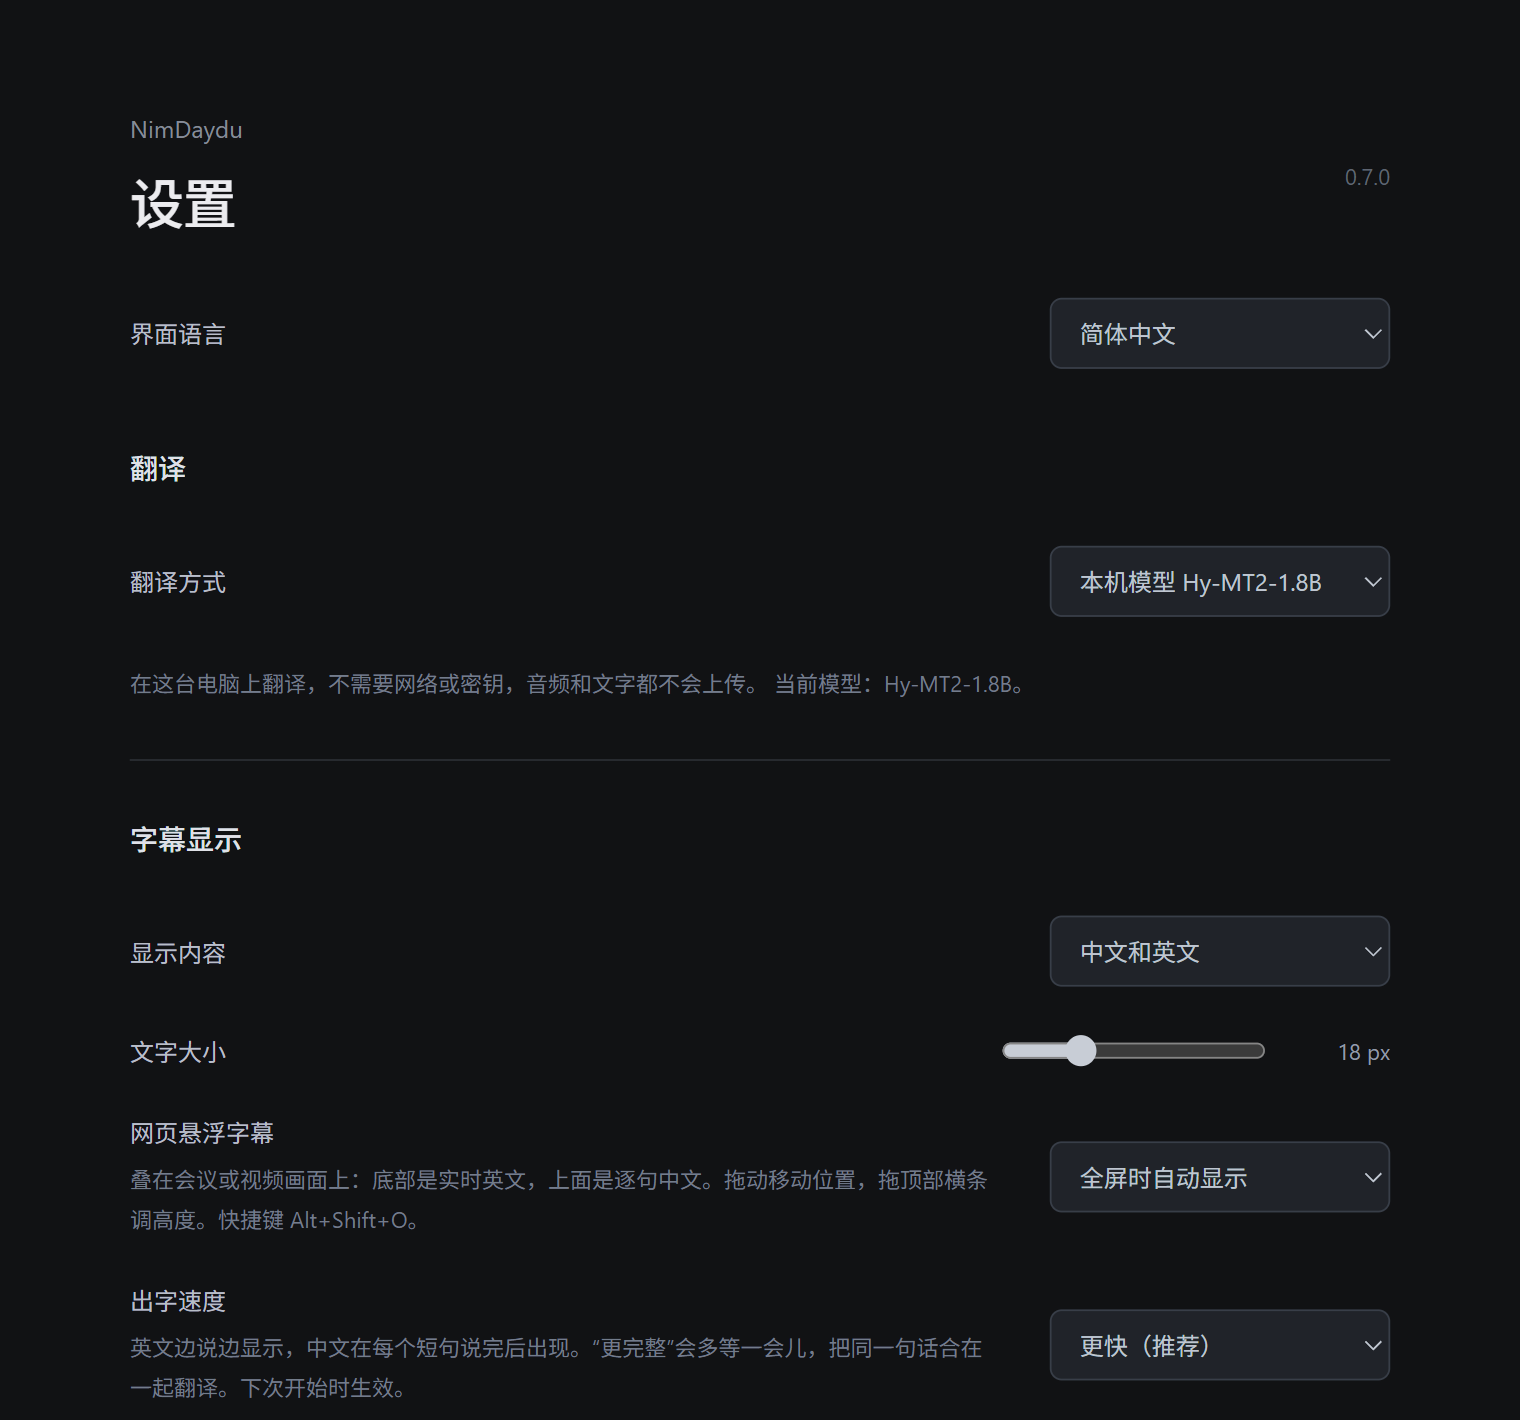 NimDaydu
设置
0.7.0
界面语言
简体中文
翻译
翻译方式
本机模型 Hy-MT2-1.8B
在这台电脑上翻译，不需要网络或密钥，音频和文字都不会上传。 当前模型：Hy-MT2-1.8B。
字幕显示
显示内容
中文和英文
文字大小
18 px
网页悬浮字幕
叠在会议或视频画面上：底部是实时英文，上面是逐句中文。拖动移动位置，拖顶部横条
调高度。快捷键 Alt+Shift+O。
全屏时自动显示
出字速度
英文边说边显示，中文在每个短句说完后出现。“更完整”会多等一会儿，把同一句话合在
一起翻译。下次开始时生效。
更快（推荐）